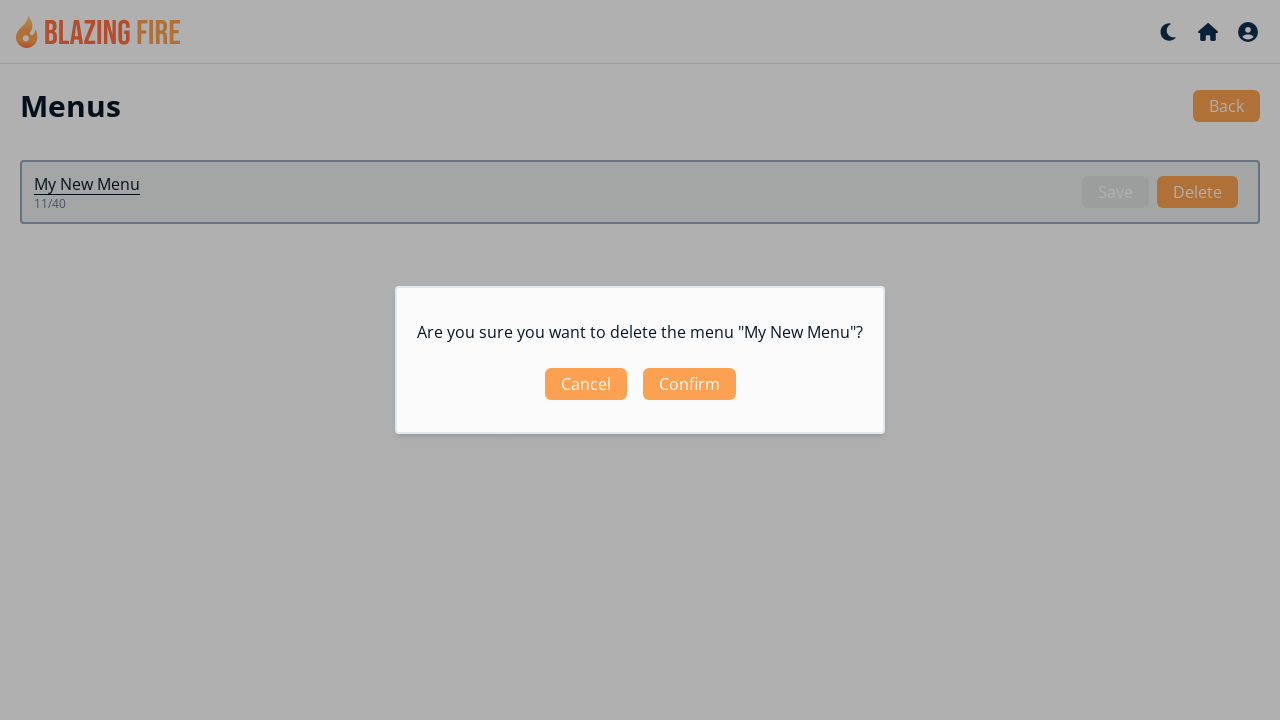 BLAZING FIRE
Menus
Back
My New Menu
11/40
Save
Delete
Are you sure you want to delete the menu "My New Menu"?
Cancel
Confirm